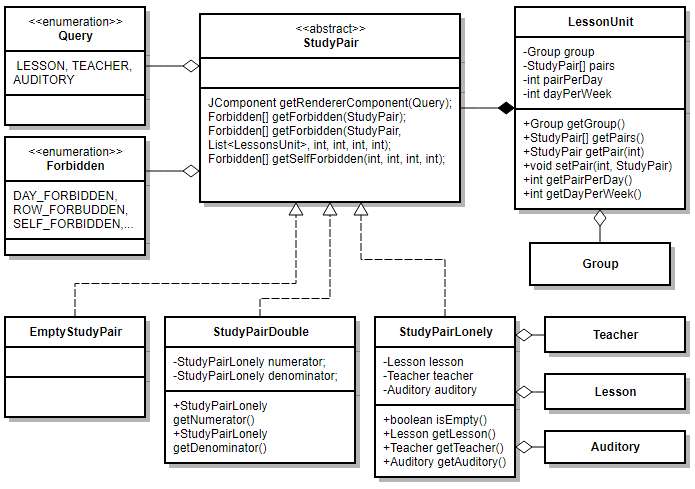 <<enumeration>>
Query
LESSON, TEACHER,
AUDITORY
<<abstract>>
StudyPair
JComponent getRendererComponent(Query);
Forbidden[] getForbidden(StudyPair);
Forbidden[] getForbidden(StudyPair,
List<LessonsUnit>, int, int, int, int);
Forbidden[] getSelfForbidden(int, int, int, int);
LessonUnit
-Group group
-StudyPair[] pairs
-int pairPerDay
-int dayPerWeek
+Group getGroup()
+StudyPair[] getPairs()
+StudyPair getPair(int)
+void setPair(int, StudyPair)
+int getPairPerDay()
+int getDayPerWeek()
<<enumeration>>
Forbidden
DAY_FORBIDDEN,
ROW_FORBUDDEN,
SELF_FORBIDDEN,...
Group
EmptyStudyPair
StudyPairDouble
-StudyPairLonely numerator;
-StudyPairLonely denominator;
+StudyPairLonely
getNumerator()
+StudyPairLonely
getDenominator()
StudyPairLonely
-Lesson lesson
-Teacher teacher
-Auditory auditory
+boolean isEmpty()
+Lesson getLesson()
+Teacher getTeacher()
+Auditory getAuditory()
Teacher
Lesson
Auditory